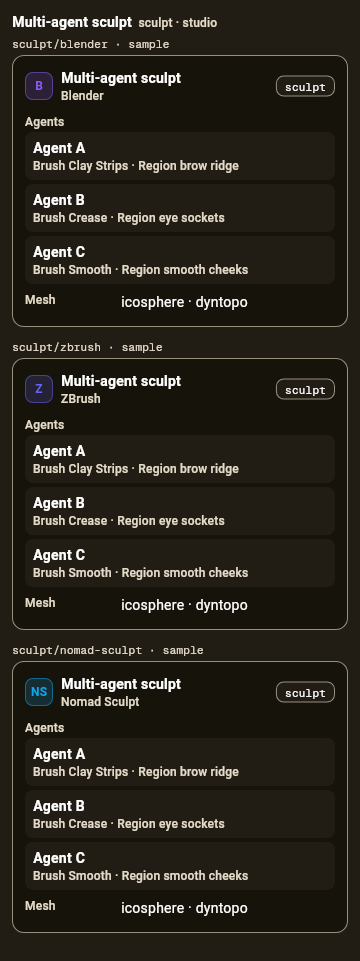 Multi-agent sculpt sculpt · studio
sculpt/blender · sample
B
Multi-agent sculpt
Blender
sculpt
Agents
Agent A
Brush Clay Strips · Region brow ridge
Agent B
Brush Crease · Region eye sockets
Agent C
Brush Smooth · Region smooth cheeks
Mesh icosphere · dyntopo
sculpt/zbrush · sample
Z
Multi-agent sculpt
ZBrush
sculpt
Agents
Agent A
Brush Clay Strips · Region brow ridge
Agent B
Brush Crease · Region eye sockets
Agent C
Brush Smooth · Region smooth cheeks
Mesh icosphere · dyntopo
sculpt/nomad-sculpt · sample
NS
Multi-agent sculpt
Nomad Sculpt
sculpt
Agents
Agent A
Brush Clay Strips · Region brow ridge
Agent B
Brush Crease · Region eye sockets
Agent C
Brush Smooth · Region smooth cheeks
Mesh icosphere · dyntopo